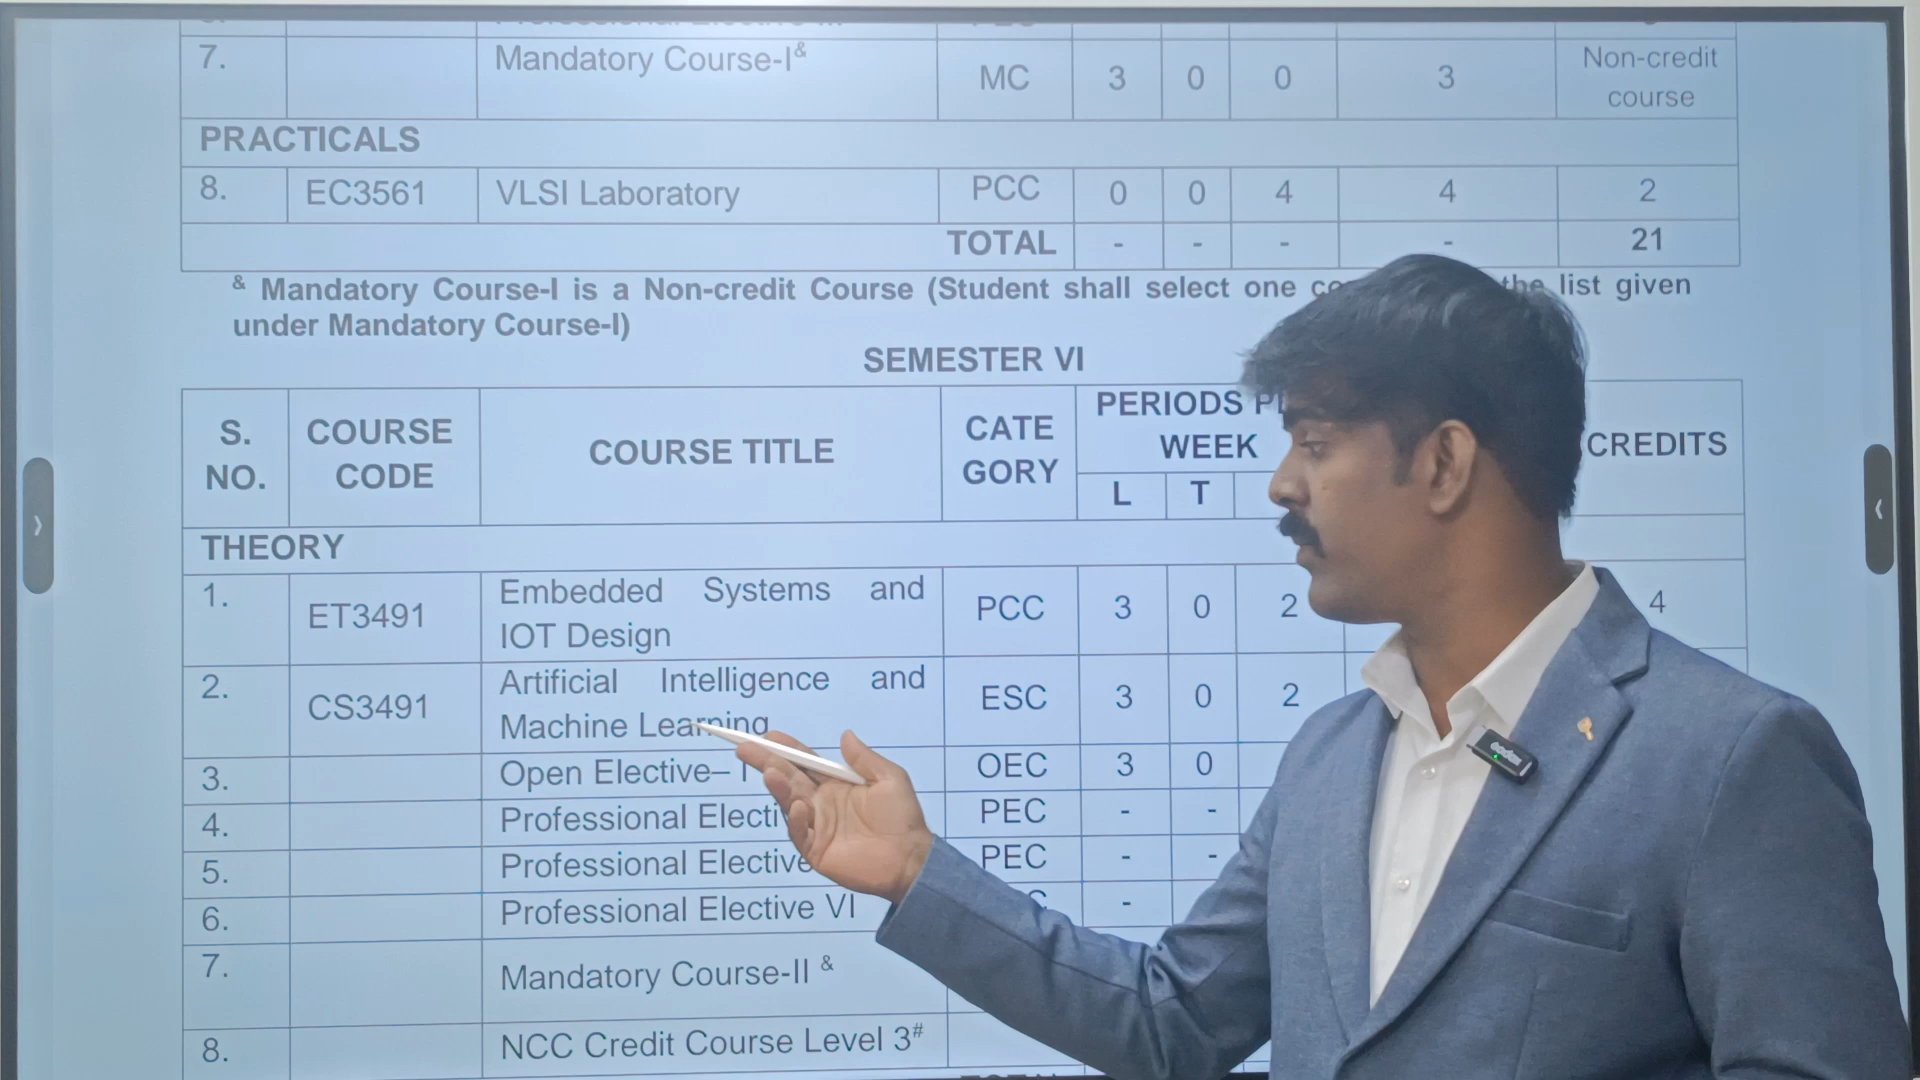 7. Mandatory Course-I& MC 3 0 0 3 Non-credit course
PRACTICALS
8. EC3561 VLSI Laboratory PCC 0 0 4 4 2
TOTAL - - - - 21
& Mandatory Course-I is a Non-credit Course (Student shall select one the list given
under Mandatory Course-I)
SEMESTER VI
S. NO. COURSE CODE COURSE TITLE CATE GORY PERIODS WEEK CREDITS
L T
THEORY
1. ET3491 Embedded Systems and IOT Design PCC 3 0 2 4
2. CS3491 Artificial Intelligence and Machine Learning ESC 3 0 2
3. Open Elective– I OEC 3 0
4. Professional PEC - -
5. Professional Elective PEC - -
6. Professional Elective VI -
7. Mandatory Course-II &
8. NCC Credit Course Level 3#